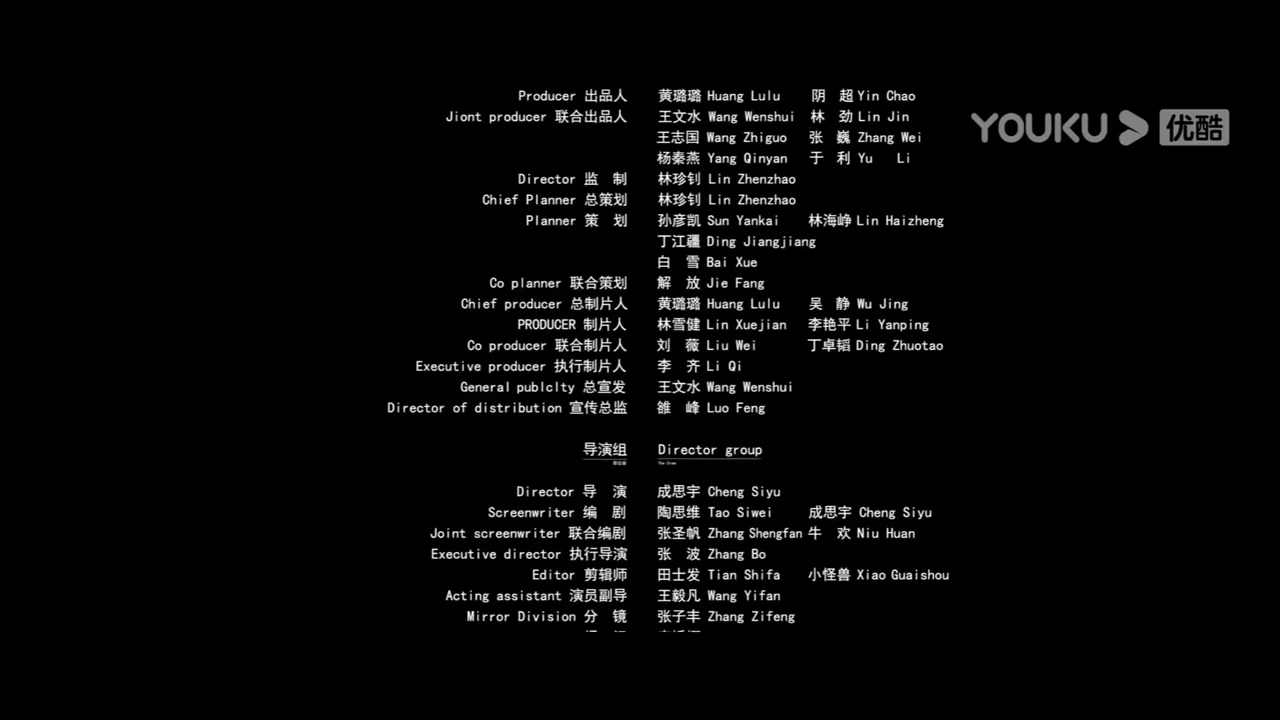 Producer 出品人 黄璐璐 Huang Lulu 阴 超 Yin Chao
Jiont producer 联合出品人 王文水 Wang Wenshui 林 劲 Lin Jin
YOUKU 优酷
王志国 Wang Zhiguo 张 巍 Zhang Wei
杨秦燕 Yang Qinyan 于 利 Yu Li
Director 监 制 林珍钊 Lin Zhenzhao
Chief Planner 总策划 林珍钊 Lin Zhenzhao
Planner 策 划 孙彦凯 Sun Yankai 林海峥 Lin Haizheng
丁江疆 Ding Jiangjiang
白 雪 Bai Xue
Co planner 联合策划 解 放 Jie Fang
Chief producer 总制片人 黄璐璐 Huang Lulu 吴 静 Wu Jing
PRODUCER 制片人 林雪健 Lin Xuejian 李艳平 Li Yanping
Co producer 联合制片人 刘 薇 Liu Wei 丁卓韬 Ding Zhuotao
Executive producer 执行制片人 李 齐 Li Qi
General publclty 总宣发 王文水 Wang Wenshui
Director of distribution 宣传总监 雒 峰 Luo Feng
导演组 Director group
Director 导 演 成思宇 Cheng Siyu
Screenwriter 编 剧 陶思维 Tao Siwei 成思宇 Cheng Siyu
Joint screenwriter 联合编剧 张圣帆 Zhang Shengfan 牛 欢 Niu Huan
Executive director 执行导演 张 波 Zhang Bo
Editor 剪辑师 田士发 Tian Shifa 小怪兽 Xiao Guaishou
Acting assistant 演员副导 王毅凡 Wang Yifan
Mirror Division 分 镜 张子丰 Zhang Zifeng